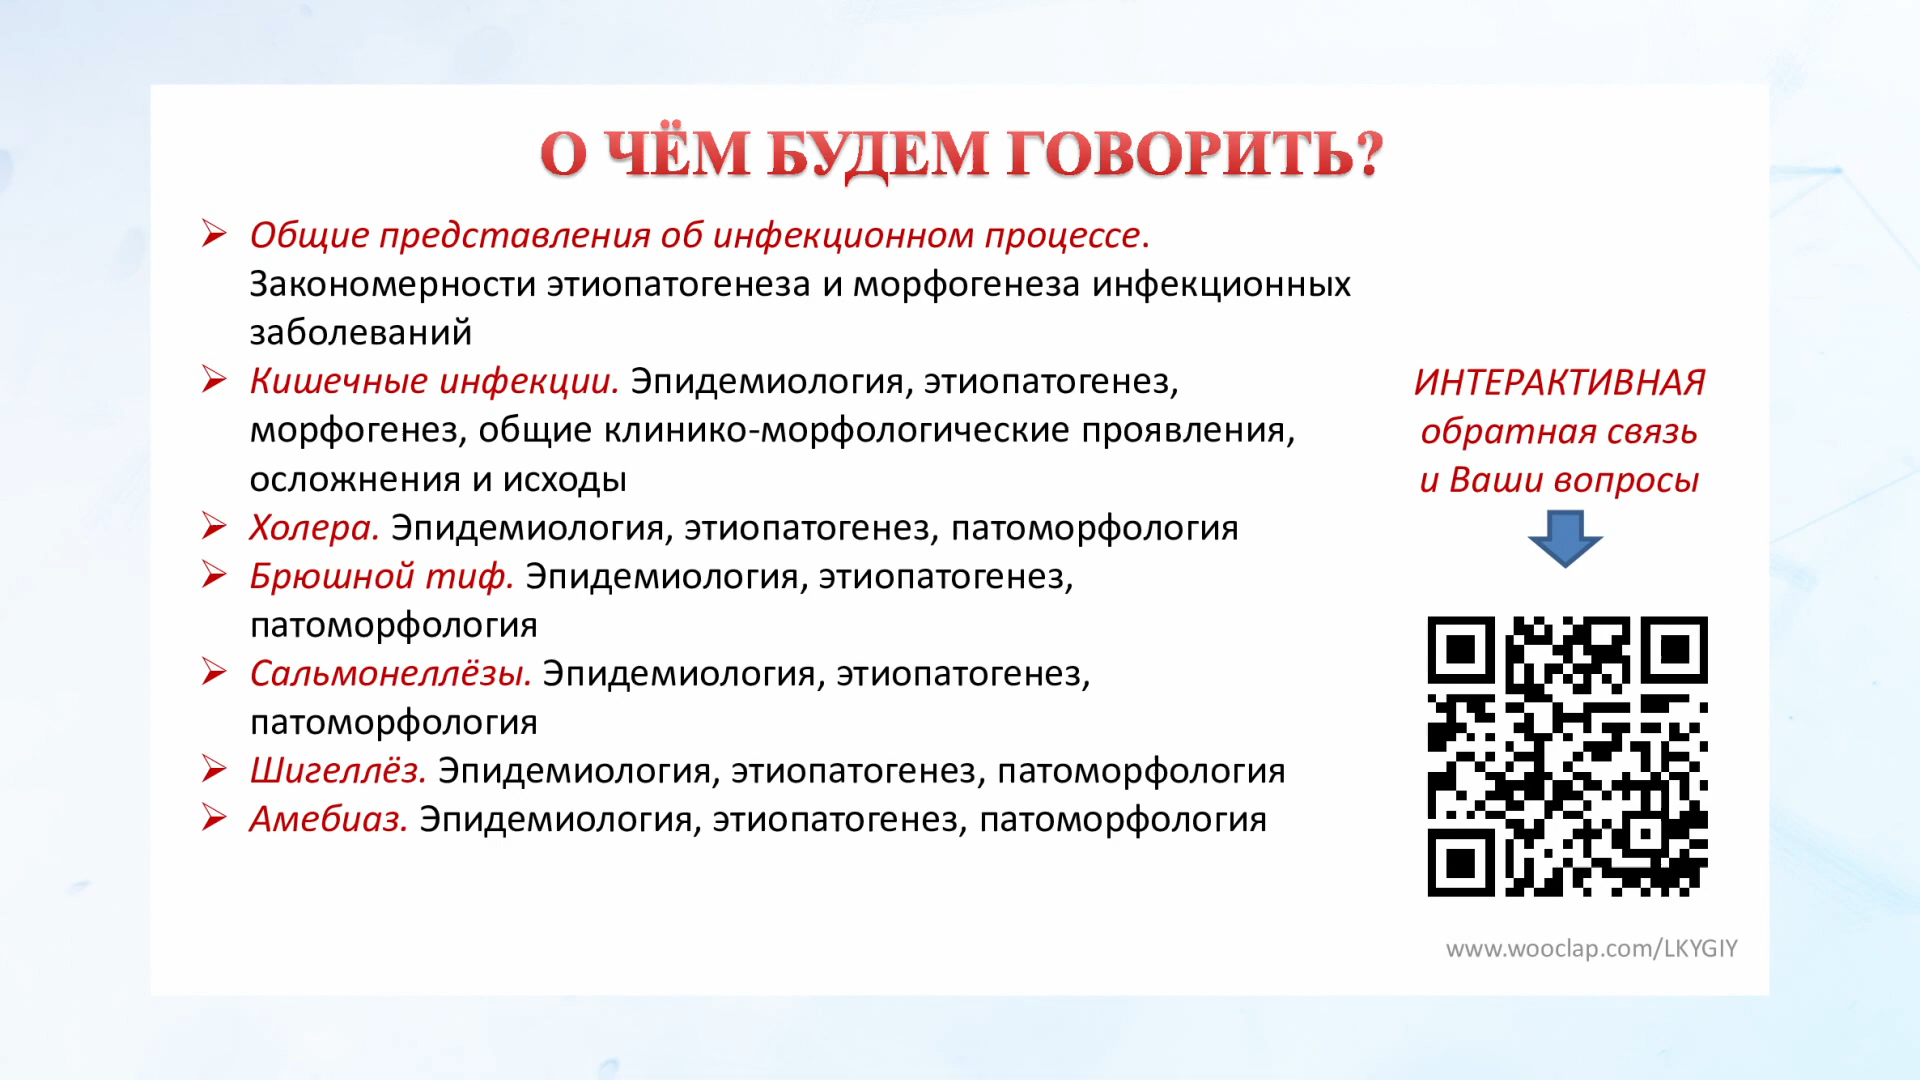 О ЧЁМ БУДЕМ ГОВОРИТЬ?
Общие представления об инфекционном процессе.
Закономерности этиопатогенеза и морфогенеза инфекционных
заболеваний
Кишечные инфекции. Эпидемиология, этиопатогенез,
морфогенез, общие клинико-морфологические проявления,
осложнения и исходы
Холера. Эпидемиология, этиопатогенез, патоморфология
Брюшной тиф. Эпидемиология, этиопатогенез,
патоморфология
Сальмонеллёзы. Эпидемиология, этиопатогенез,
патоморфология
Шигеллёз. Эпидемиология, этиопатогенез, патоморфология
Амебиаз. Эпидемиология, этиопатогенез, патоморфология
ИНТЕРАКТИВНАЯ
обратная связь
и Ваши вопросы
www.wooclap.com/LKYGIY